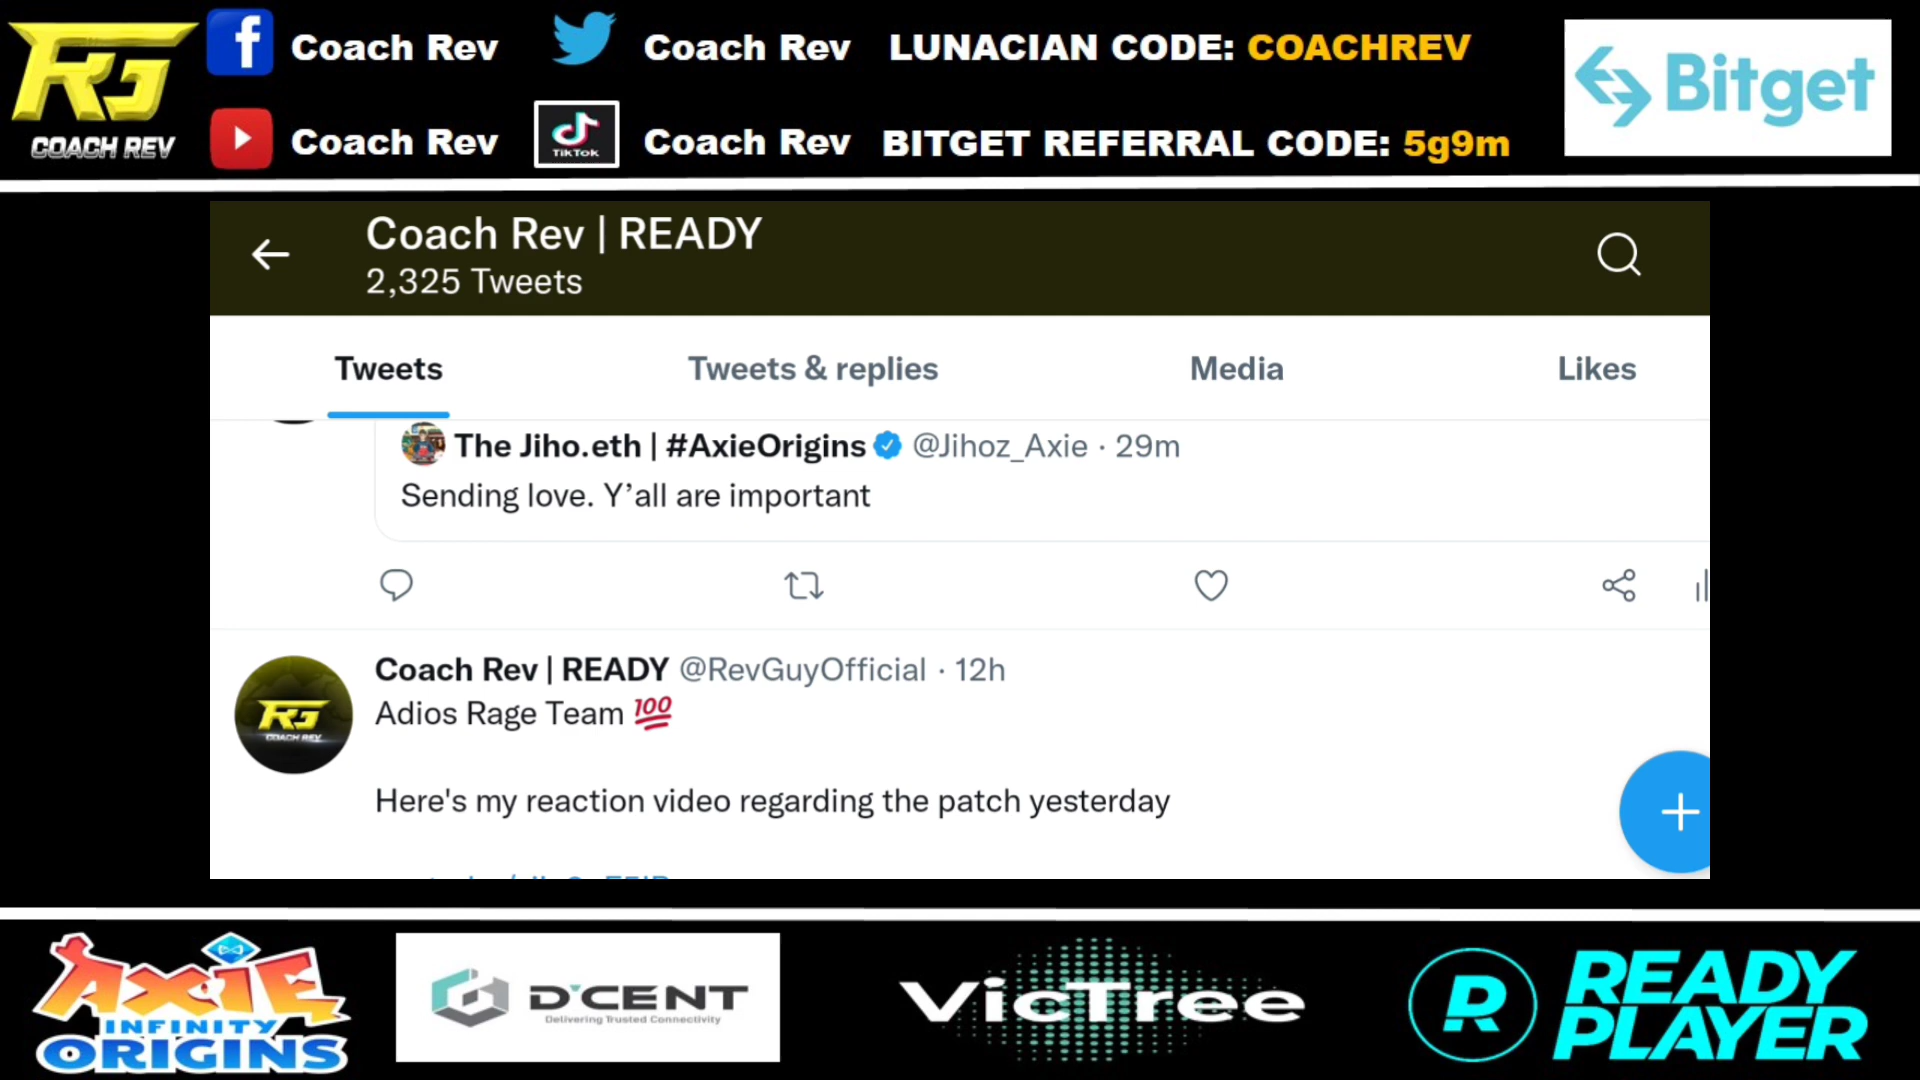 RG
COACH REV
Coach Rev
Coach Rev
LUNACIAN CODE: COACHREV
Bitget
Coach Rev
TikTok
Coach Rev
BITGET REFERRAL CODE: 5g9m
Coach Rev | READY
2,325 Tweets
Tweets
Tweets & replies
Media
Likes
The Jiho.eth | #AxieOrigins @Jihoz_Axie · 29m
Sending love. Y’all are important
Coach Rev | READY @RevGuyOfficial · 12h
RG
COACH REV
Adios Rage Team 💯
Here's my reaction video regarding the patch yesterday
AXIE
INFINITY
ORIGINS
D'CENT
Delivering Trusted Connectivity
VicTree
R
READY
PLAYER